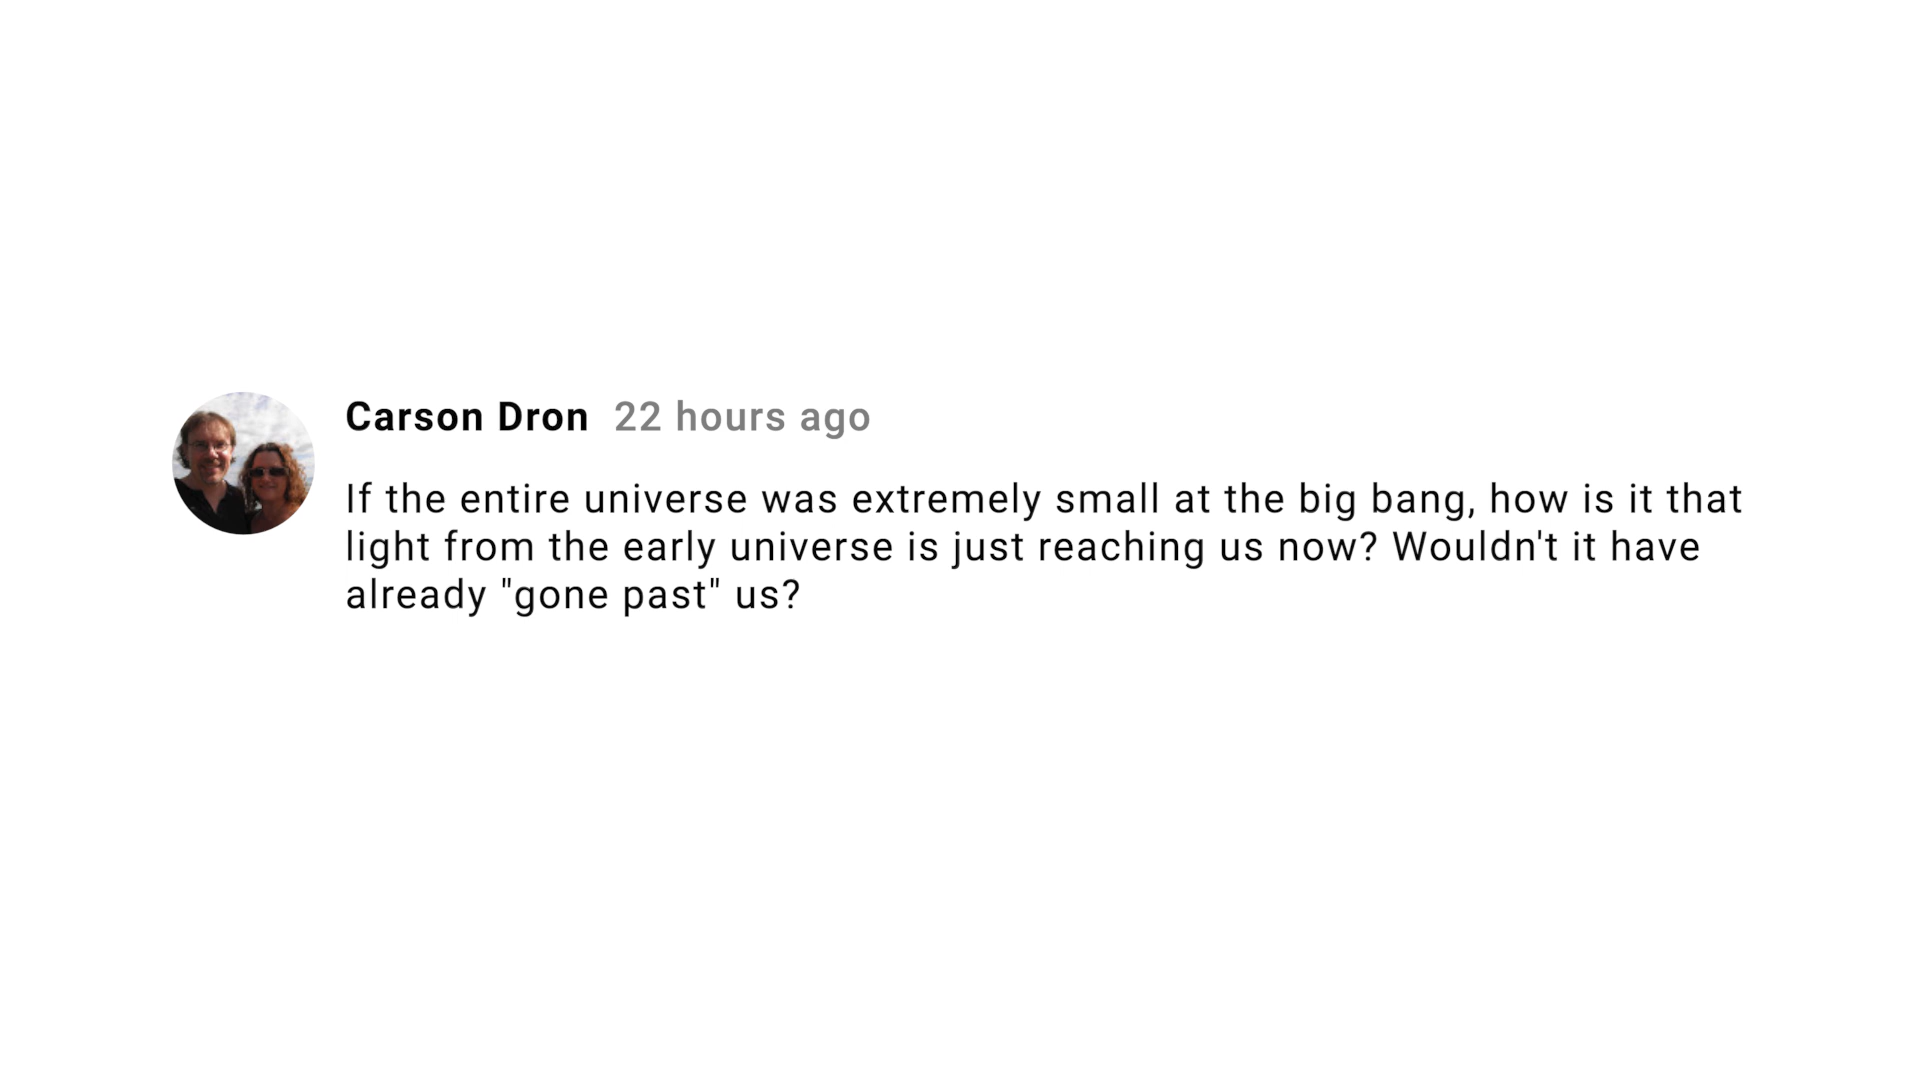 Carson Dron 22 hours ago
If the entire universe was extremely small at the big bang, how is it that
light from the early universe is just reaching us now? Wouldn't it have
already "gone past" us?